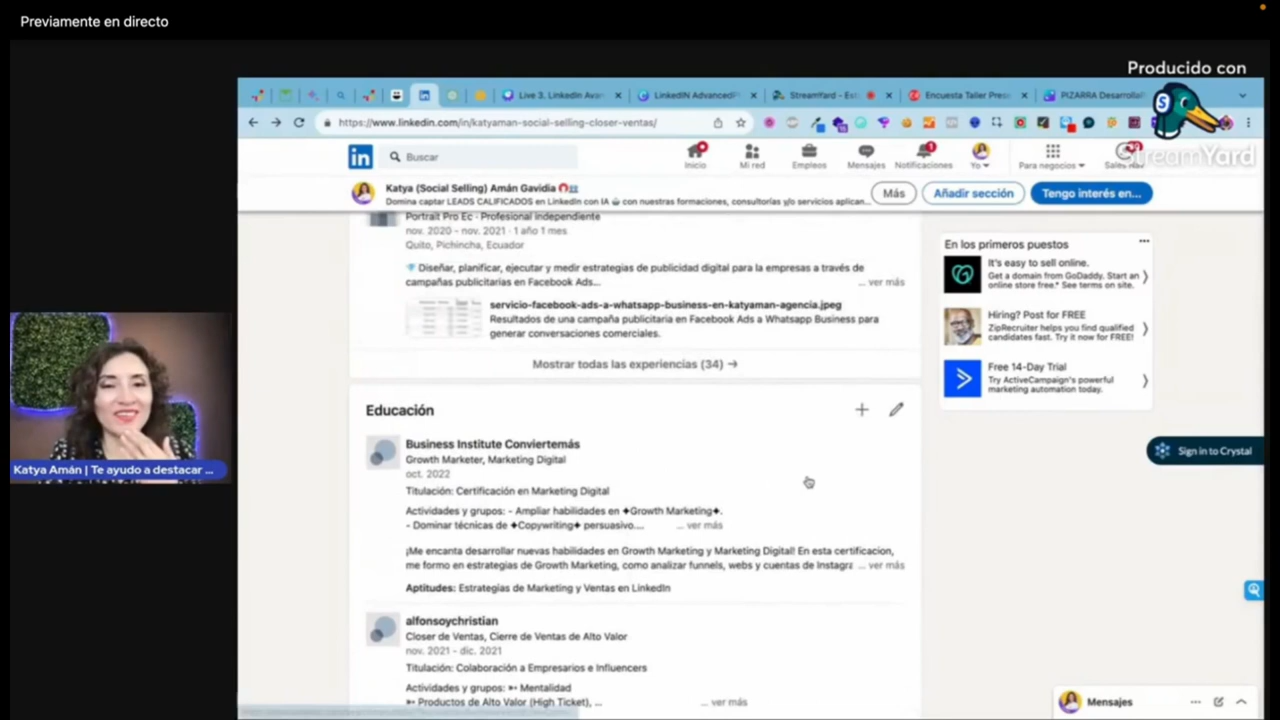 Previamente en directo
Producido con
StreamYard
Live 3. Linkedin Avan
LinkedIN AdvancedP
StreamYard - Est
Encuesta Taller Prese
PIZARRA Desarrolla
https://www.linkedin.com/in/katyaman-social-selling-closer-ventas/
in
Buscar
Inicio
Mi red
Empleos
Mensajes
Notificaciones
Yo
Para negocios
Katya (Social Selling) Amán Gavidia
Domina captar LEADS CALIFICADOS en LinkedIn con IA con nuestras formaciones, consultorías y/o servicios aplican...
Más
Añadir sección
Tengo interés en...
Portrait Pro Ec · Profesional independiente
nov. 2020 - nov. 2021 · 1 año 1 mes
Quito, Pichincha, Ecuador
Diseñar, planificar, ejecutar y medir estrategias de publicidad digital para la empresas a través de
campañas publicitarias en Facebook Ads...
... ver más
servicio-facebook-ads-a-whatsapp-business-en-katyaman-agencia.jpeg
Resultados de una campaña publicitaria en Facebook Ads a Whatsapp Business para
generar conversaciones comerciales.
Mostrar todas las experiencias (34) →
Educación
Business Institute Conviertemás
Growth Marketer, Marketing Digital
oct. 2022
Titulación: Certificación en Marketing Digital
Actividades y grupos: - Ampliar habilidades en ✦Growth Marketing✦.
- Dominar técnicas de ✦Copywriting✦ persuasivo....
... ver más
¡Me encanta desarrollar nuevas habilidades en Growth Marketing y Marketing Digital! En esta certificacion,
me formo en estrategias de Growth Marketing, como analizar funnels, webs y cuentas de Instagra
... ver más
Aptitudes: Estrategias de Marketing y Ventas en LinkedIn
alfonsoychristian
Closer de Ventas, Cierre de Ventas de Alto Valor
nov. 2021 - dic. 2021
Titulación: Colaboración a Empresarios e Influencers
Actividades y grupos: ➳ Mentalidad
➳ Productos de Alto Valor (High Ticket), ...
... ver más
En los primeros puestos
It's easy to sell online.
Get a domain from GoDaddy. Start an
online store free.* See terms on site.
Hiring? Post for FREE
ZipRecruiter helps you find qualified
candidates fast. Try it now for FREE!
Free 14-Day Trial
Try ActiveCampaign's powerful
marketing automation today.
Sign in to Crystal
Mensajes
Katya Amán | Te ayudo a destacar ...